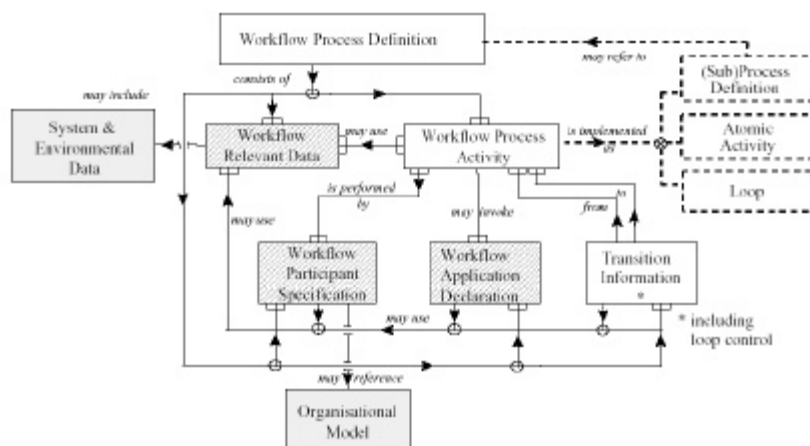 Workflow Process Definition
may refer to
consists of
(Sub)Process
Definition
may include
System &
Environmental
Data
Workflow
Relevant Data
may use
Workflow Process
Activity
is implemented
as
Atomic
Activity
Loop
is performed
by
may invoke
from
to
may use
Workflow
Participant
Specification
Workflow
Application
Declaration
Transition
Information
*
may use
* including
loop control
may reference
Organisational
Model